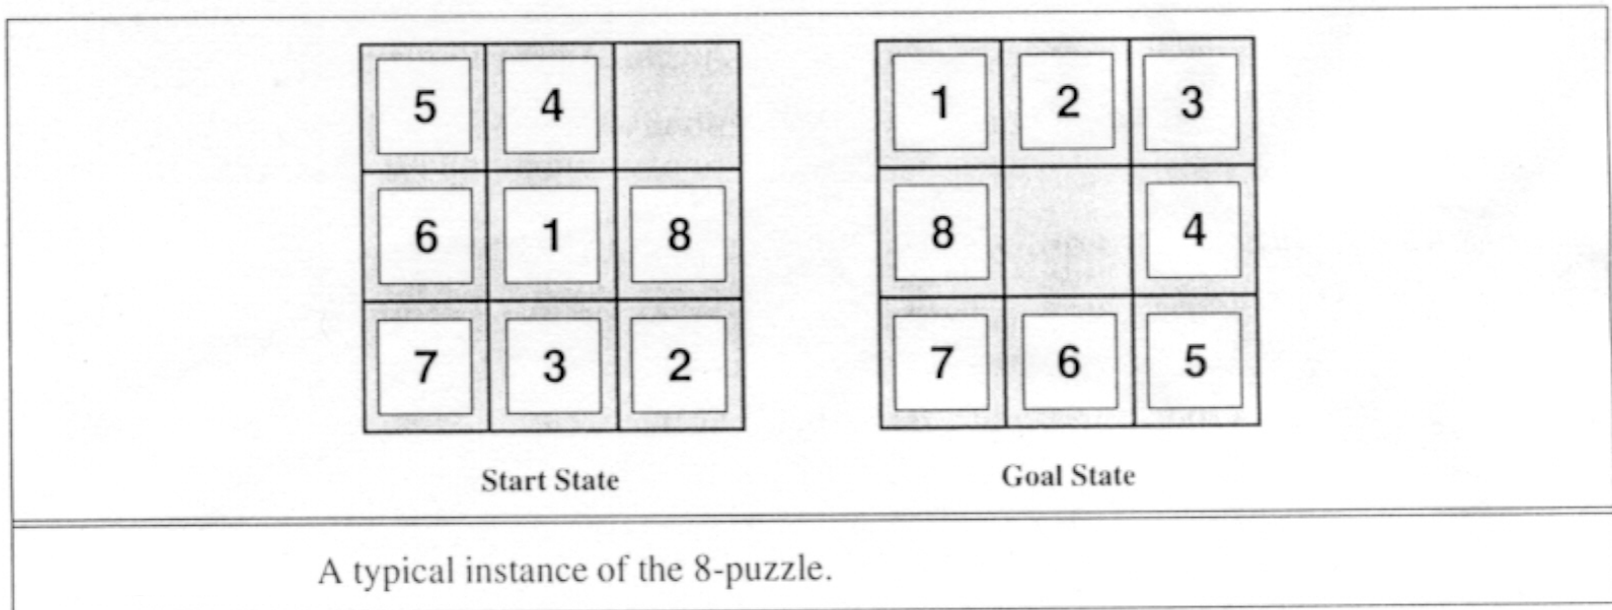 5 4
6 1 8
7 3 2
Start State
1 2 3
8 4
7 6 5
Goal State
A typical instance of the 8-puzzle.